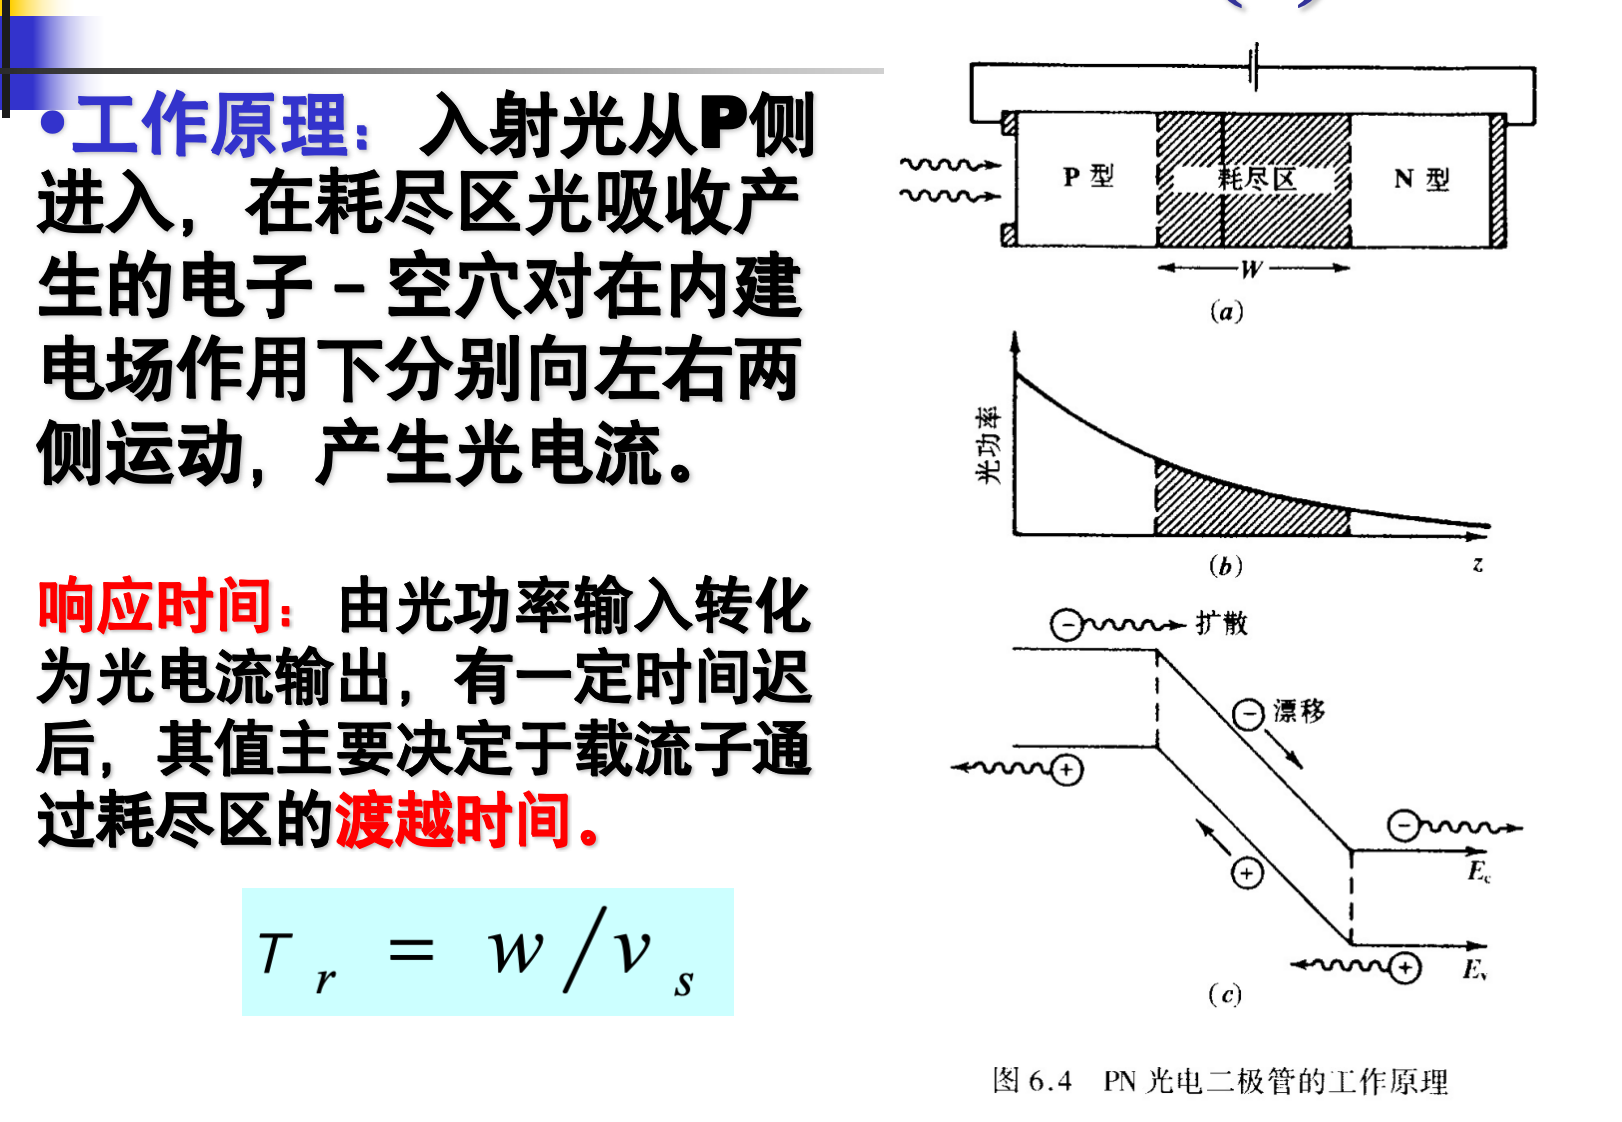 •工作原理： 入射光从P侧
进入，在耗尽区光吸收产
生的电子－空穴对在内建
电场作用下分别向左右两
侧运动，产生光电流。
响应时间：由光功率输入转化
为光电流输出，有一定时间迟
后，其值主要决定于载流子通
过耗尽区的渡越时间。
τ r = w / v s
P 型 耗尽区 N 型
W
(a)
光功率
(b) z
− 扩散
− 漂移
+
−
+
Ec
+ Ev
(c)
图 6.4 PN 光电二极管的工作原理